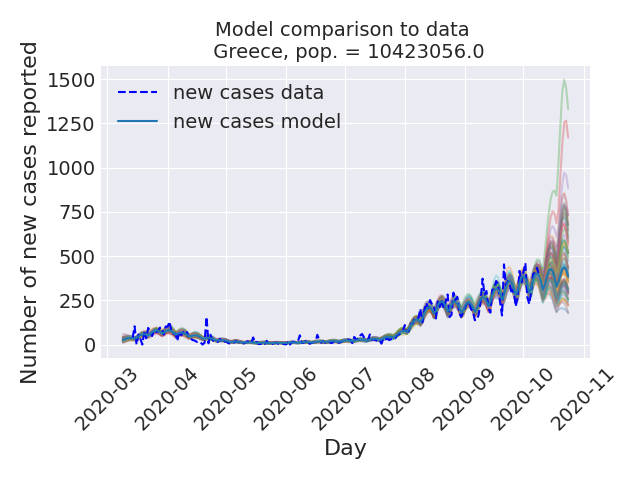 Model comparison to data
Greece, pop. = 10423056.0
Number of new cases reported
1500
1250
1000
750
500
250
0
new cases data
new cases model
2020-03
2020-04
2020-05
2020-06
2020-07
2020-08
2020-09
2020-10
2020-11
Day